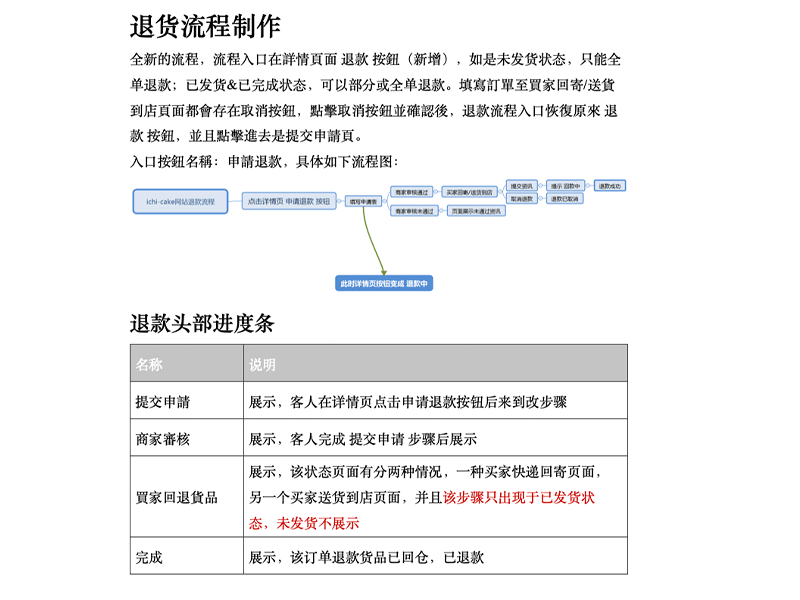 退货流程制作
全新的流程，流程入口在詳情頁面 退款 按鈕（新增），如是未发货状态，只能全
单退款；已发货&已完成状态，可以部分或全单退款。填寫訂單至買家回寄/送貨
到店頁面都會存在取消按鈕，點擊取消按鈕並確認後，退款流程入口恢復原來 退
款 按鈕，並且點擊進去是提交申請頁。
入口按鈕名稱：申請退款，具体如下流程图：
ichi-cake网站退款流程
点击详情页 申请退款 按钮
填写申请表
商家审核通过
买家回寄/送货到店
提交资讯
提示 回款中
退款成功
取消退款
退款已取消
商家审核未通过
页面展示未通过资讯
此时详情页按钮变成 退款中
退款头部进度条
名称 说明
提交申請 展示，客人在详情页点击申请退款按钮后来到改步骤
商家審核 展示，客人完成 提交申请 步骤后展示
展示，该状态页面有分两种情况，一种买家快递回寄页面，
買家回退貨品 另一个买家送货到店页面，并且该步骤只出现于已发货状
态，未发货不展示
完成 展示，该订单退款货品已回仓，已退款